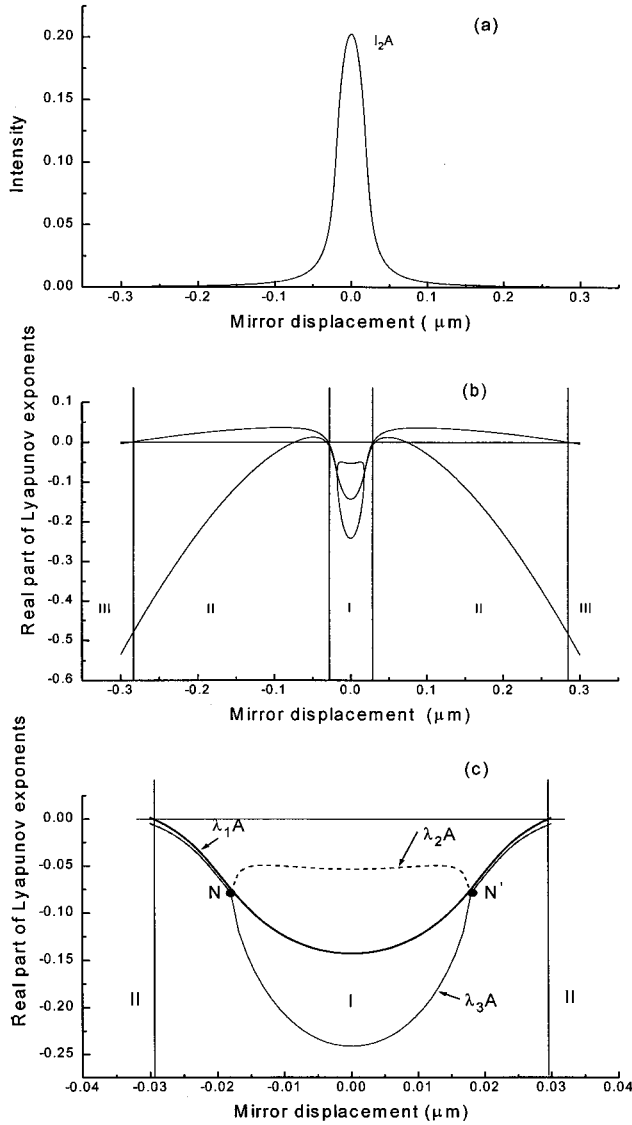 (a)
I₂A
0.20
0.15
0.10
0.05
0.00
Intensity
-0.3 -0.2 -0.1 0.0 0.1 0.2 0.3
Mirror displacement ( μm)
(b)
0.1
0.0
-0.1
-0.2
-0.3
-0.4
-0.5
-0.6
Real part of Lyapunov exponents
III II I II III
-0.3 -0.2 -0.1 0.0 0.1 0.2 0.3
Mirror displacement (μm)
(c)
0.00
-0.05
-0.10
-0.15
-0.20
-0.25
Real part of Lyapunov exponents
λ₁A
λ₂A
N N'
λ₃A
II I II
-0.04 -0.03 -0.02 -0.01 0.00 0.01 0.02 0.03 0.04
Mirror displacement (μm)